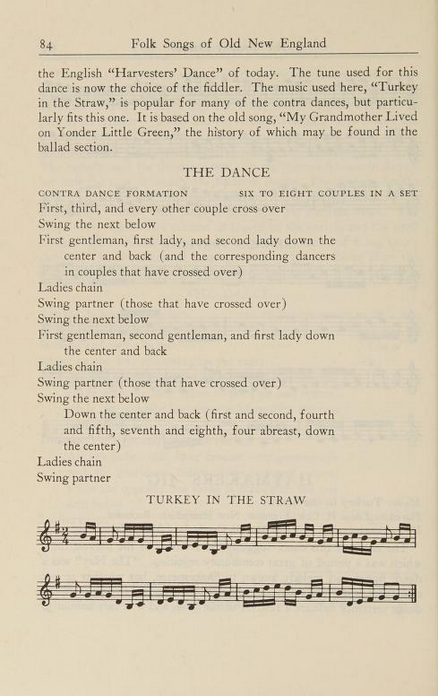 84 Folk Songs of Old New England
the English “Harvesters’ Dance” of today. The tune used for this
dance is now the choice of the fiddler. The music used here, “Turkey
in the Straw,” is popular for many of the contra dances, but particu-
larly fits this one. It is based on the old song, “My Grandmother Lived
on Yonder Little Green,” the history of which may be found in the
ballad section.
THE DANCE
CONTRA DANCE FORMATION SIX TO EIGHT COUPLES IN A SET
First, third, and every other couple cross over
Swing the next below
First gentleman, first lady, and second lady down the
center and back (and the corresponding dancers
in couples that have crossed over)
Ladies chain
Swing partner (those that have crossed over)
Swing the next below
First gentleman, second gentleman, and first lady down
the center and back
Ladies chain
Swing partner (those that have crossed over)
Swing the next below
Down the center and back (first and second, fourth
and fifth, seventh and eighth, four abreast, down
the center)
Ladies chain
Swing partner
TURKEY IN THE STRAW
2
4